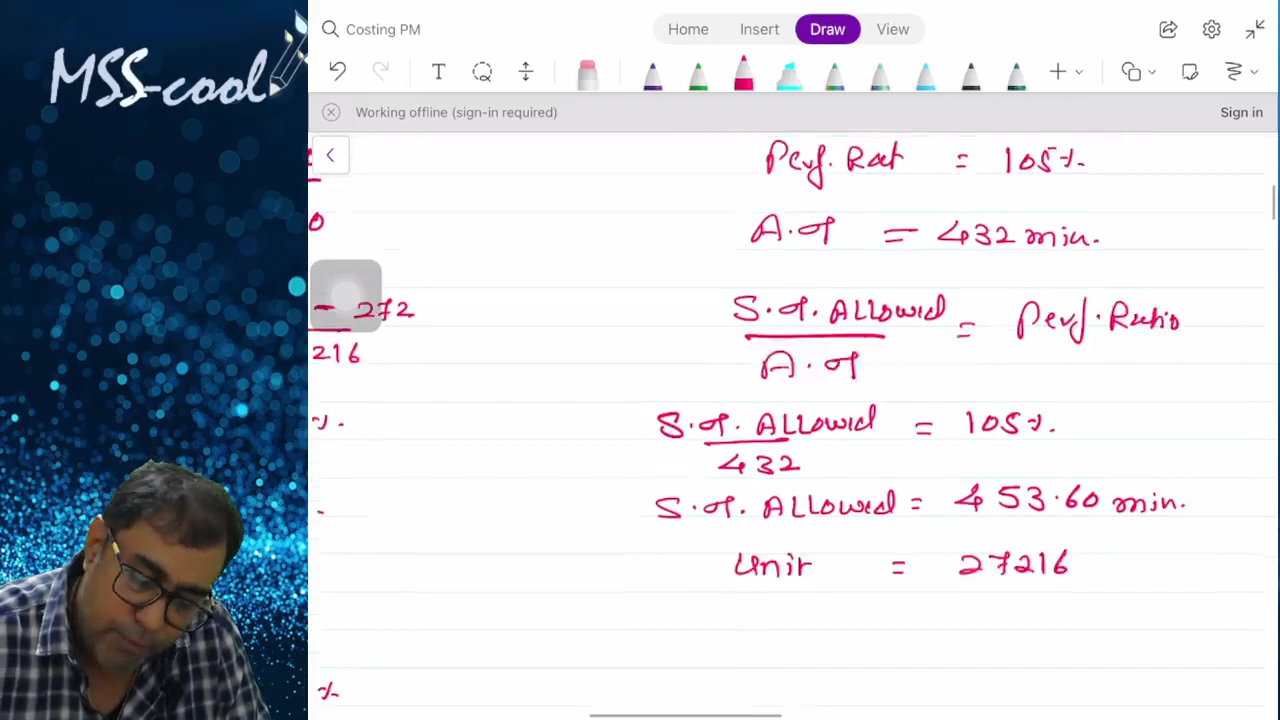 MSS-cool
Costing PM
Home Insert Draw View
Working offline (sign-in required) Sign in
Perf. Rat = 105%
0
A.T = 432 min.
- 272
216
S.T. Allowed = Perf. Ratio
A.T
%.
S.T. Allowed = 105%.
432
S.T. Allowed = 453.60 min.
Unit = 27216
%